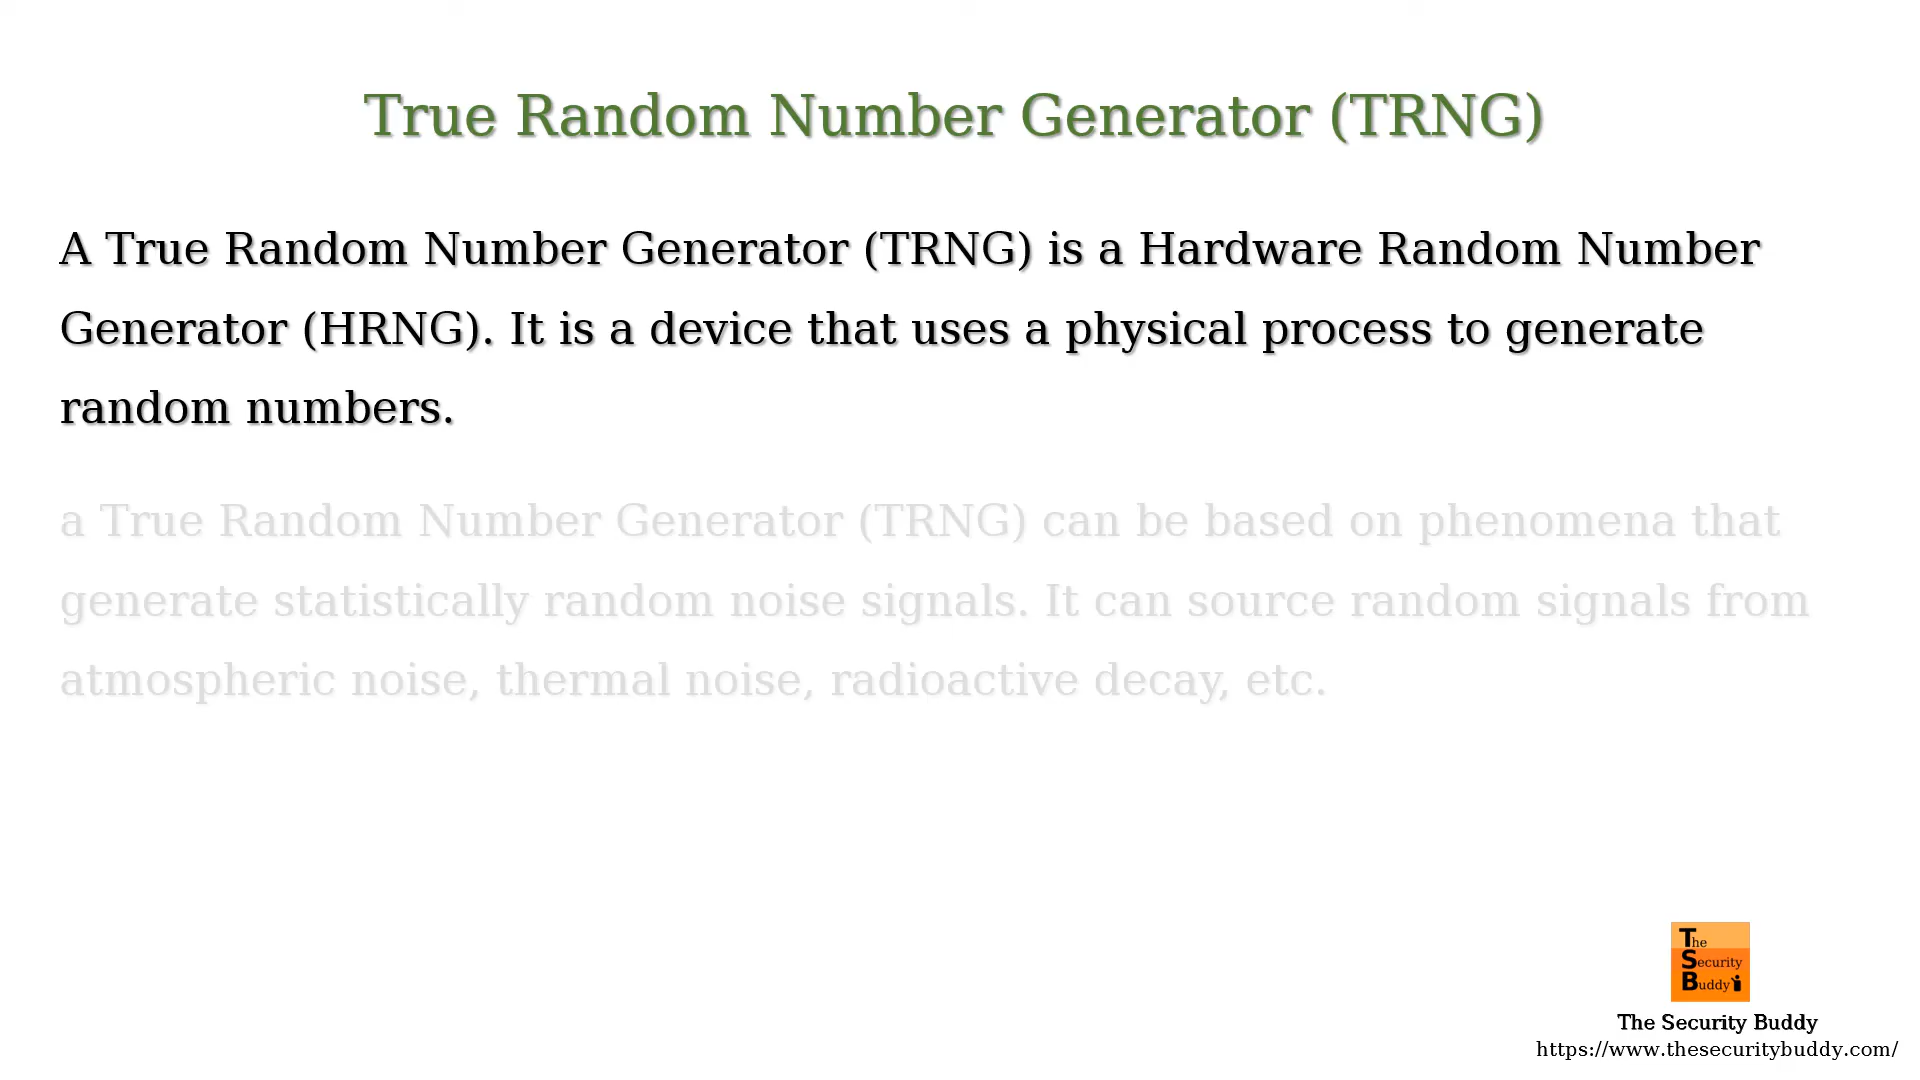 True Random Number Generator (TRNG)
A True Random Number Generator (TRNG) is a Hardware Random Number
Generator (HRNG). It is a device that uses a physical process to generate
random numbers.
a True Random Number Generator (TRNG) can be based on phenomena that
generate statistically random noise signals. It can source random signals from
atmospheric noise, thermal noise, radioactive decay, etc.
The
Security
Buddy
The Security Buddy
https://www.thesecuritybuddy.com/